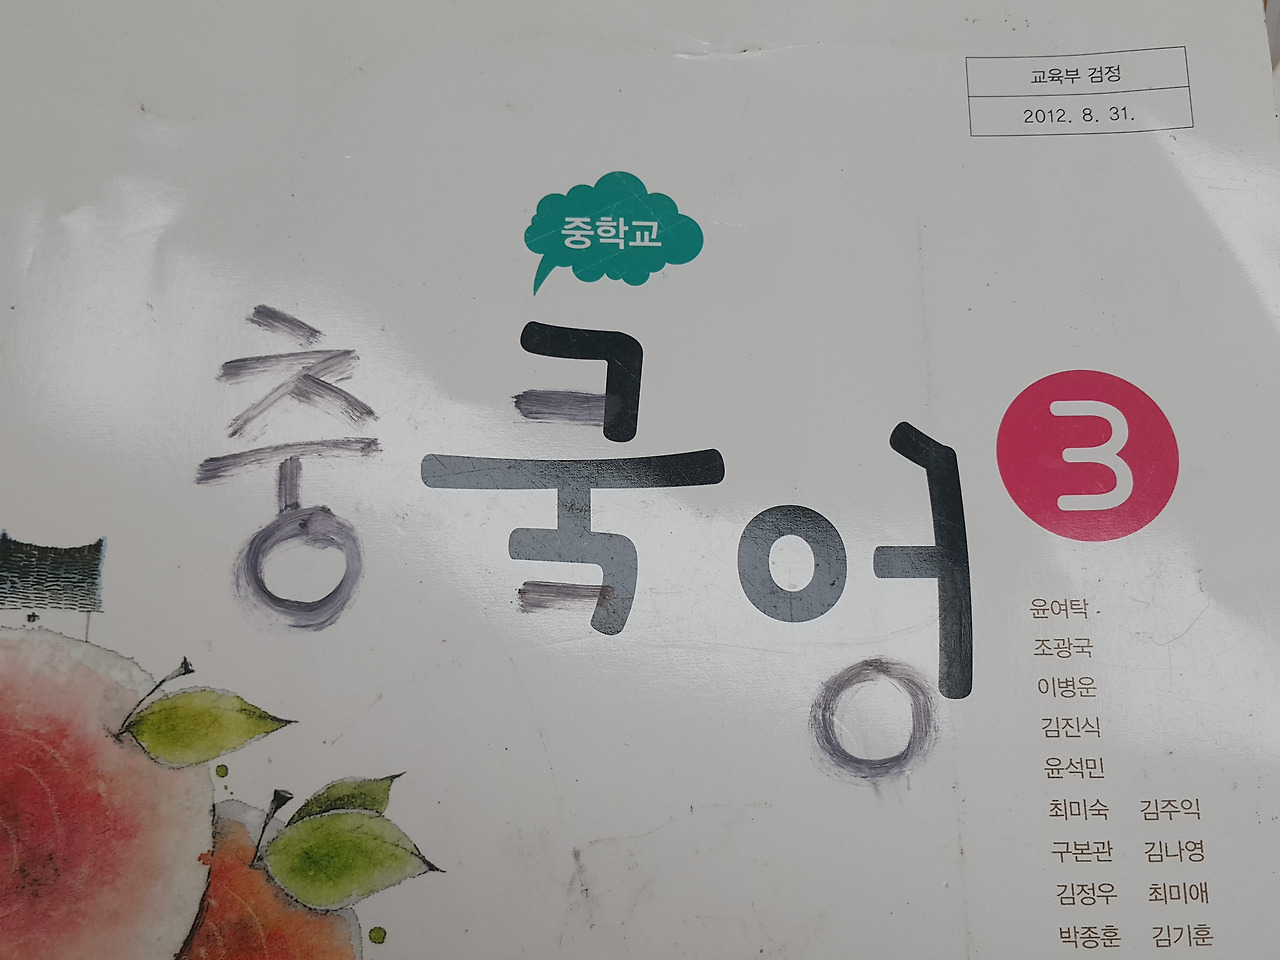 교육부 검정
2012. 8. 31.
중학교
충쿸엉 3
윤여탁
조광국
이병운
김진식
윤석민
최미숙 김주익
구본관 김나영
김정우 최미애
박종훈 김기훈